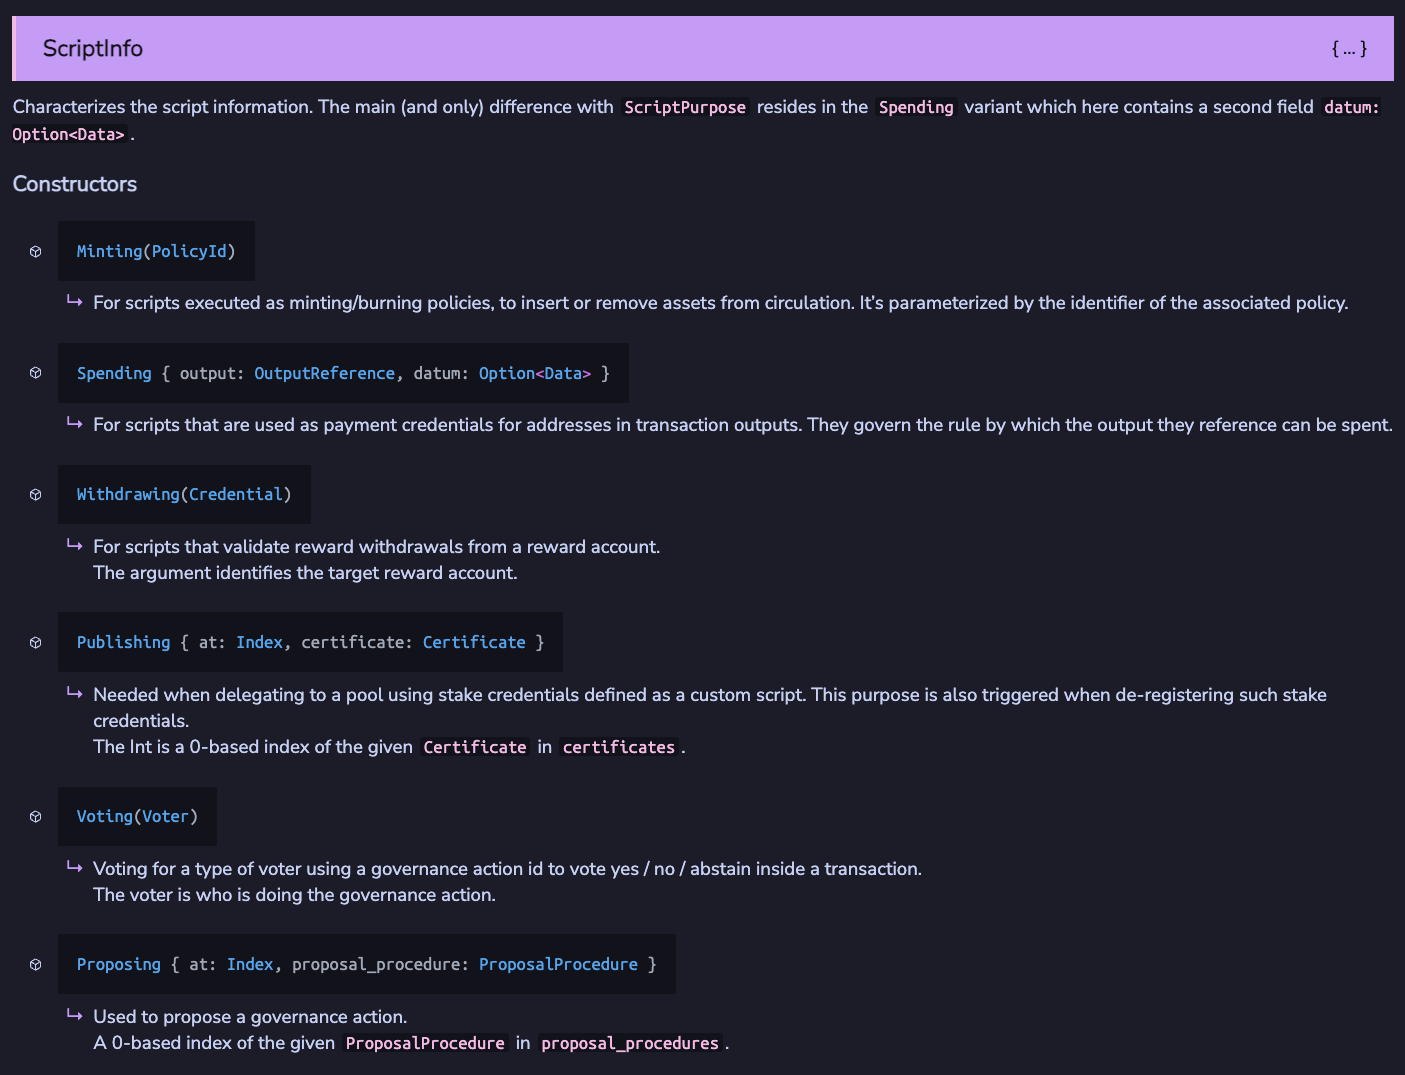 ScriptInfo {...}
Characterizes the script information. The main (and only) difference with ScriptPurpose resides in the Spending variant which here contains a second field datum:
Option<Data>.
Constructors
Minting(PolicyId)
For scripts executed as minting/burning policies, to insert or remove assets from circulation. It's parameterized by the identifier of the associated policy.
Spending { output: OutputReference, datum: Option<Data> }
For scripts that are used as payment credentials for addresses in transaction outputs. They govern the rule by which the output they reference can be spent.
Withdrawing(Credential)
For scripts that validate reward withdrawals from a reward account.
The argument identifies the target reward account.
Publishing { at: Index, certificate: Certificate }
Needed when delegating to a pool using stake credentials defined as a custom script. This purpose is also triggered when de-registering such stake
credentials.
The Int is a 0-based index of the given Certificate in certificates.
Voting(Voter)
Voting for a type of voter using a governance action id to vote yes / no / abstain inside a transaction.
The voter is who is doing the governance action.
Proposing { at: Index, proposal_procedure: ProposalProcedure }
Used to propose a governance action.
A 0-based index of the given ProposalProcedure in proposal_procedures.